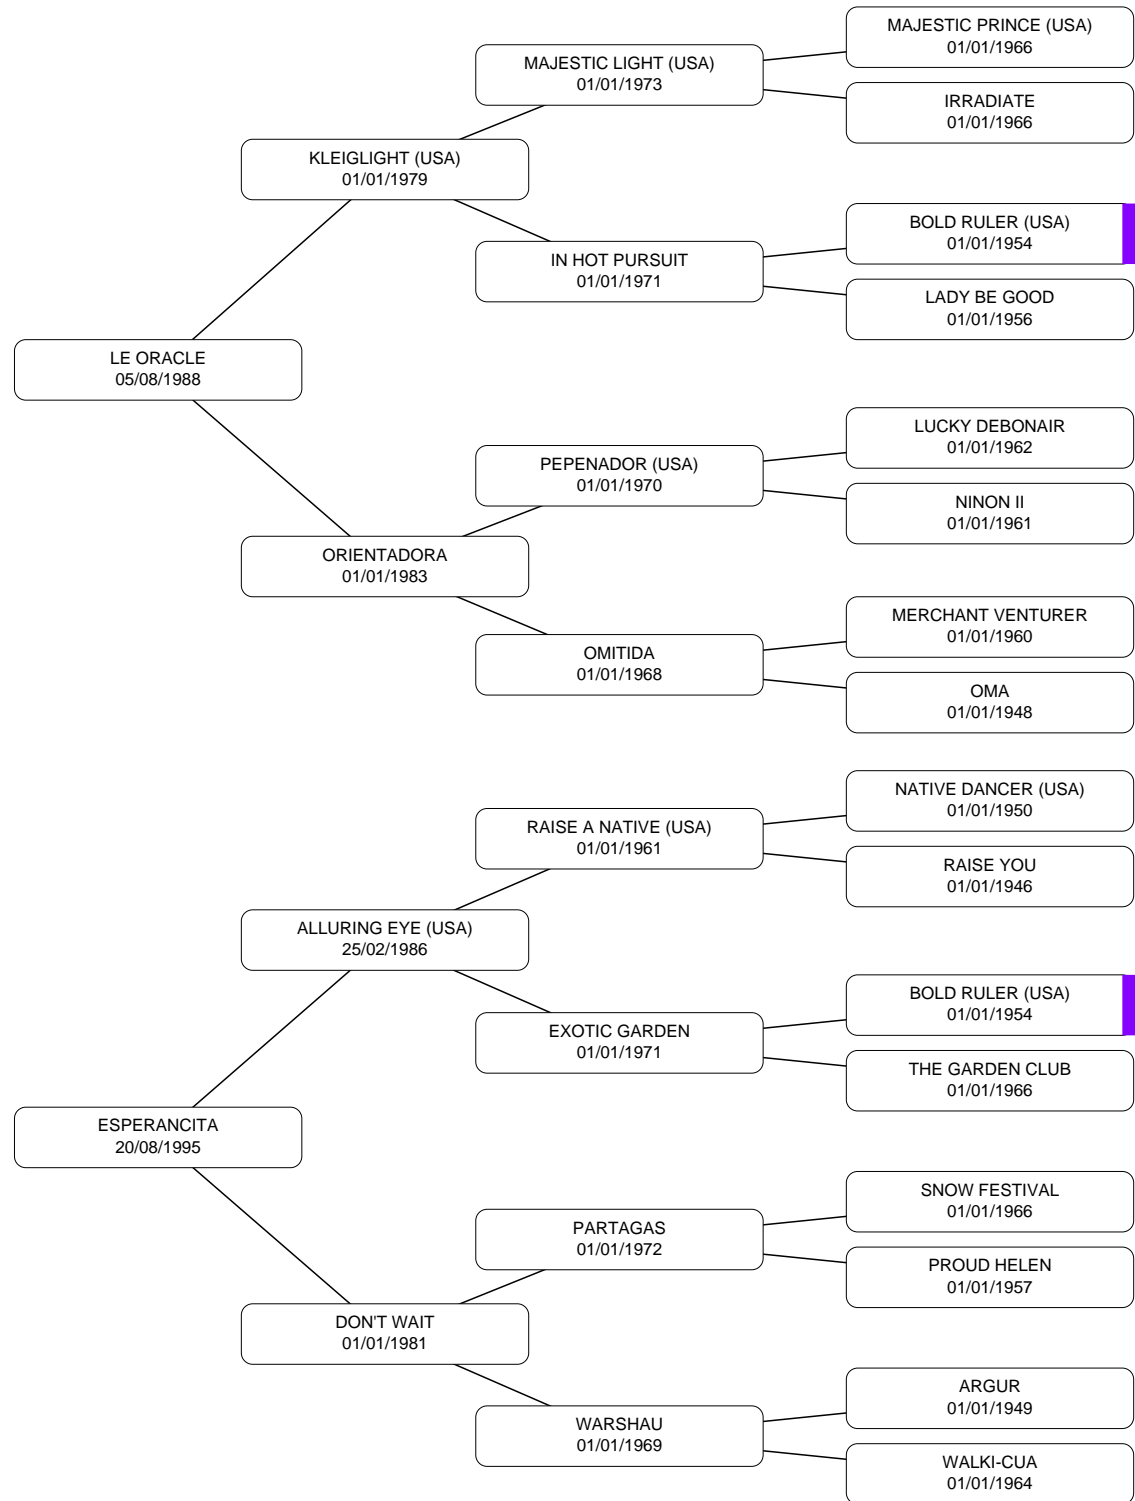 MAJESTIC PRINCE (USA)
01/01/1966
MAJESTIC LIGHT (USA)
01/01/1973
IRRADIATE
01/01/1966
KLEIGLIGHT (USA)
01/01/1979
BOLD RULER (USA)
01/01/1954
IN HOT PURSUIT
01/01/1971
LADY BE GOOD
01/01/1956
LE ORACLE
05/08/1988
LUCKY DEBONAIR
01/01/1962
PEPENADOR (USA)
01/01/1970
NINON II
01/01/1961
ORIENTADORA
01/01/1983
MERCHANT VENTURER
01/01/1960
OMITIDA
01/01/1968
OMA
01/01/1948
NATIVE DANCER (USA)
01/01/1950
RAISE A NATIVE (USA)
01/01/1961
RAISE YOU
01/01/1946
ALLURING EYE (USA)
25/02/1986
BOLD RULER (USA)
01/01/1954
EXOTIC GARDEN
01/01/1971
THE GARDEN CLUB
01/01/1966
ESPERANCITA
20/08/1995
SNOW FESTIVAL
01/01/1966
PARTAGAS
01/01/1972
PROUD HELEN
01/01/1957
DON'T WAIT
01/01/1981
ARGUR
01/01/1949
WARSHAU
01/01/1969
WALKI-CUA
01/01/1964